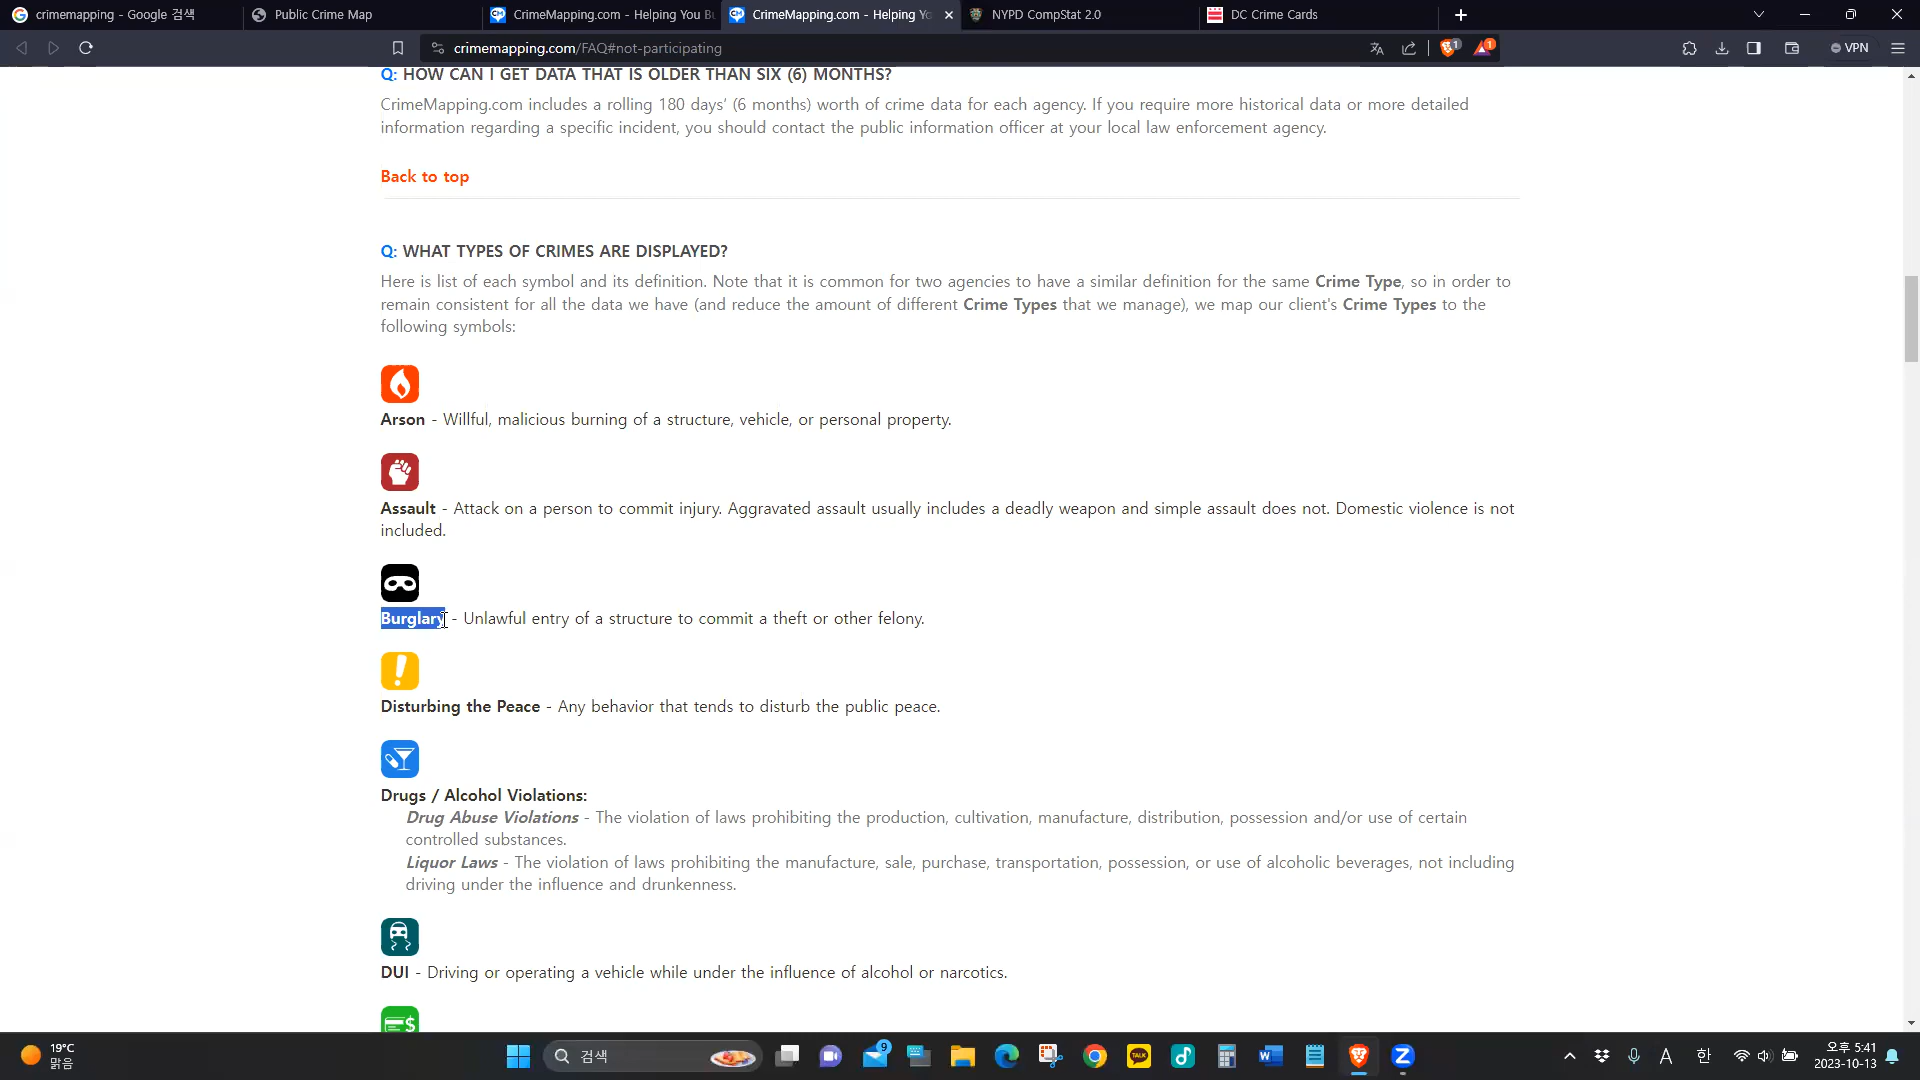 crimemapping - Google 검색
Public Crime Map
CrimeMapping.com - Helping You B
CrimeMapping.com - Helping Yo
NYPD CompStat 2.0
DC Crime Cards
crimemapping.com/FAQ#not-participating
1
1
VPN
Q: HOW CAN I GET DATA THAT IS OLDER THAN SIX (6) MONTHS?
CrimeMapping.com includes a rolling 180 days' (6 months) worth of crime data for each agency. If you require more historical data or more detailed
information regarding a specific incident, you should contact the public information officer at your local law enforcement agency.
Back to top
Q: WHAT TYPES OF CRIMES ARE DISPLAYED?
Here is list of each symbol and its definition. Note that it is common for two agencies to have a similar definition for the same Crime Type, so in order to
remain consistent for all the data we have (and reduce the amount of different Crime Types that we manage), we map our client's Crime Types to the
following symbols:
Arson - Willful, malicious burning of a structure, vehicle, or personal property.
Assault - Attack on a person to commit injury. Aggravated assault usually includes a deadly weapon and simple assault does not. Domestic violence is not
included.
Burglary - Unlawful entry of a structure to commit a theft or other felony.
Disturbing the Peace - Any behavior that tends to disturb the public peace.
Drugs / Alcohol Violations:
Drug Abuse Violations - The violation of laws prohibiting the production, cultivation, manufacture, distribution, possession and/or use of certain
controlled substances.
Liquor Laws - The violation of laws prohibiting the manufacture, sale, purchase, transportation, possession, or use of alcoholic beverages, not including
driving under the influence and drunkenness.
DUI - Driving or operating a vehicle while under the influence of alcohol or narcotics.
19°C
맑음
검색
9
TALK
A
한
오후 5:41
2023-10-13